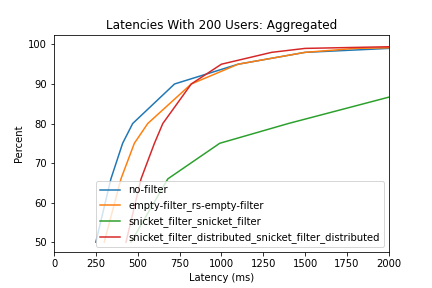 Latencies With 200 Users: Aggregated
100
90
80
70
60
50
Percent
no-filter
empty-filter_rs-empty-filter
snicket_filter_snicket_filter
snicket_filter_distributed_snicket_filter_distributed
0 250 500 750 1000 1250 1500 1750 2000
Latency (ms)